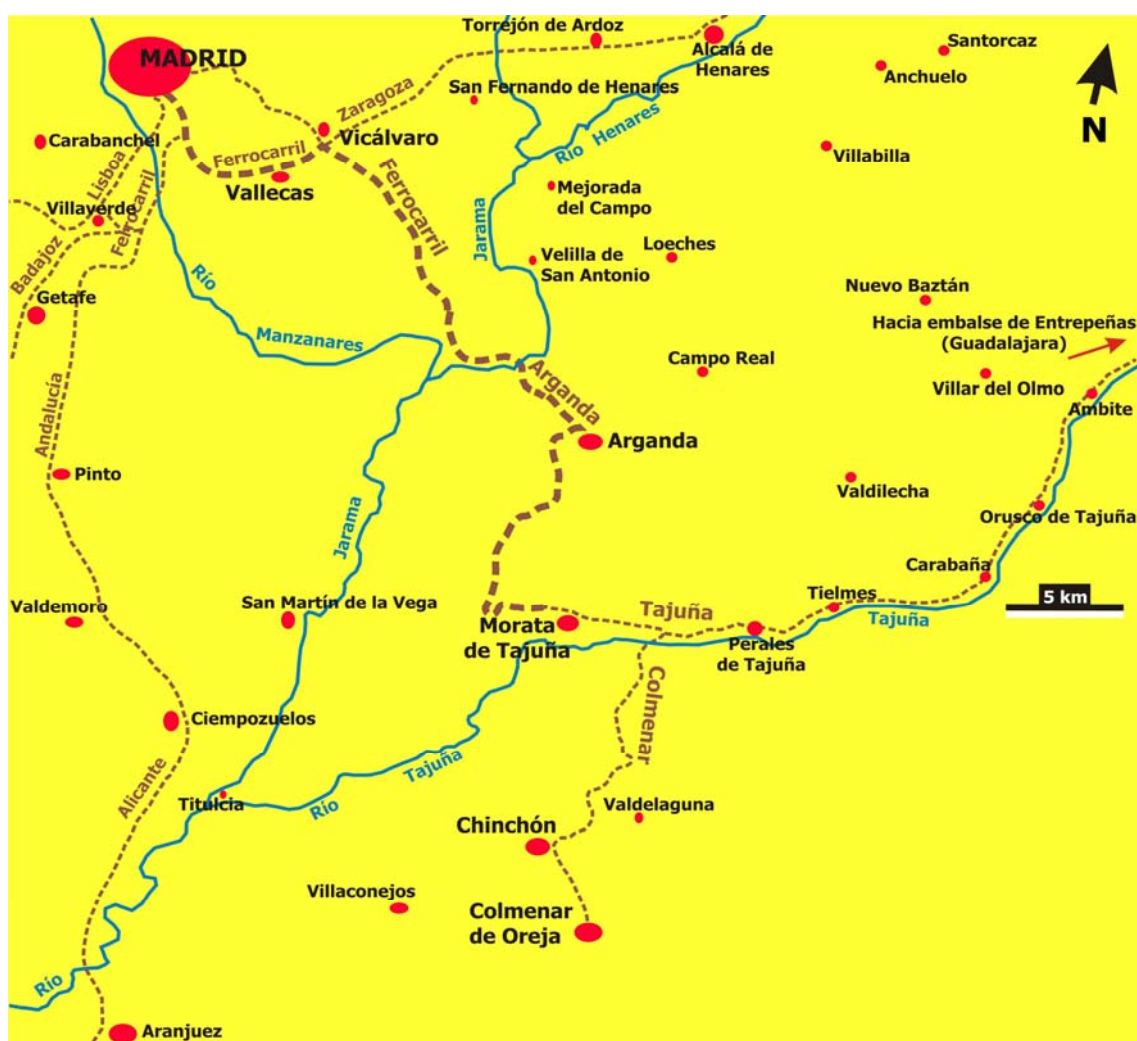 Torrejón de Ardoz
MADRID
Alcalá de
Henares
Santorcaz
Anchuelo
N
San Fernando de Henares
Zaragoza
Carabanchel
Vicálvaro
Río Henares
Villabilla
Ferrocarril
Vallecas
Lisboa
Ferrocarril
Villayerde
Ferrocarril
Mejorada
del Campo
Jarama
Badajoz
Velilla de
San Antonio
Loeches
Río
Getafe
Nuevo Baztán
Manzanares
Hacia embalse de Entrepeñas
(Guadalajara)
Campo Real
Arganda
Villar del Olmo
Ambite
Andalucía
Arganda
Pinto
Valdilecha
Jarama
Orusco de Tajuña
Carabaña
5 km
Valdemoro
San Martín de la Vega
Morata
de Tajuña
Tajuña
Tielmes
Tajuña
Perales
de Tajuña
Colmenar
Ciempozuelos
Alicante
Titulcia
Río
Tajuña
Valdelaguna
Chinchón
Villaconejos
Colmenar
de Oreja
Río
Aranjuez